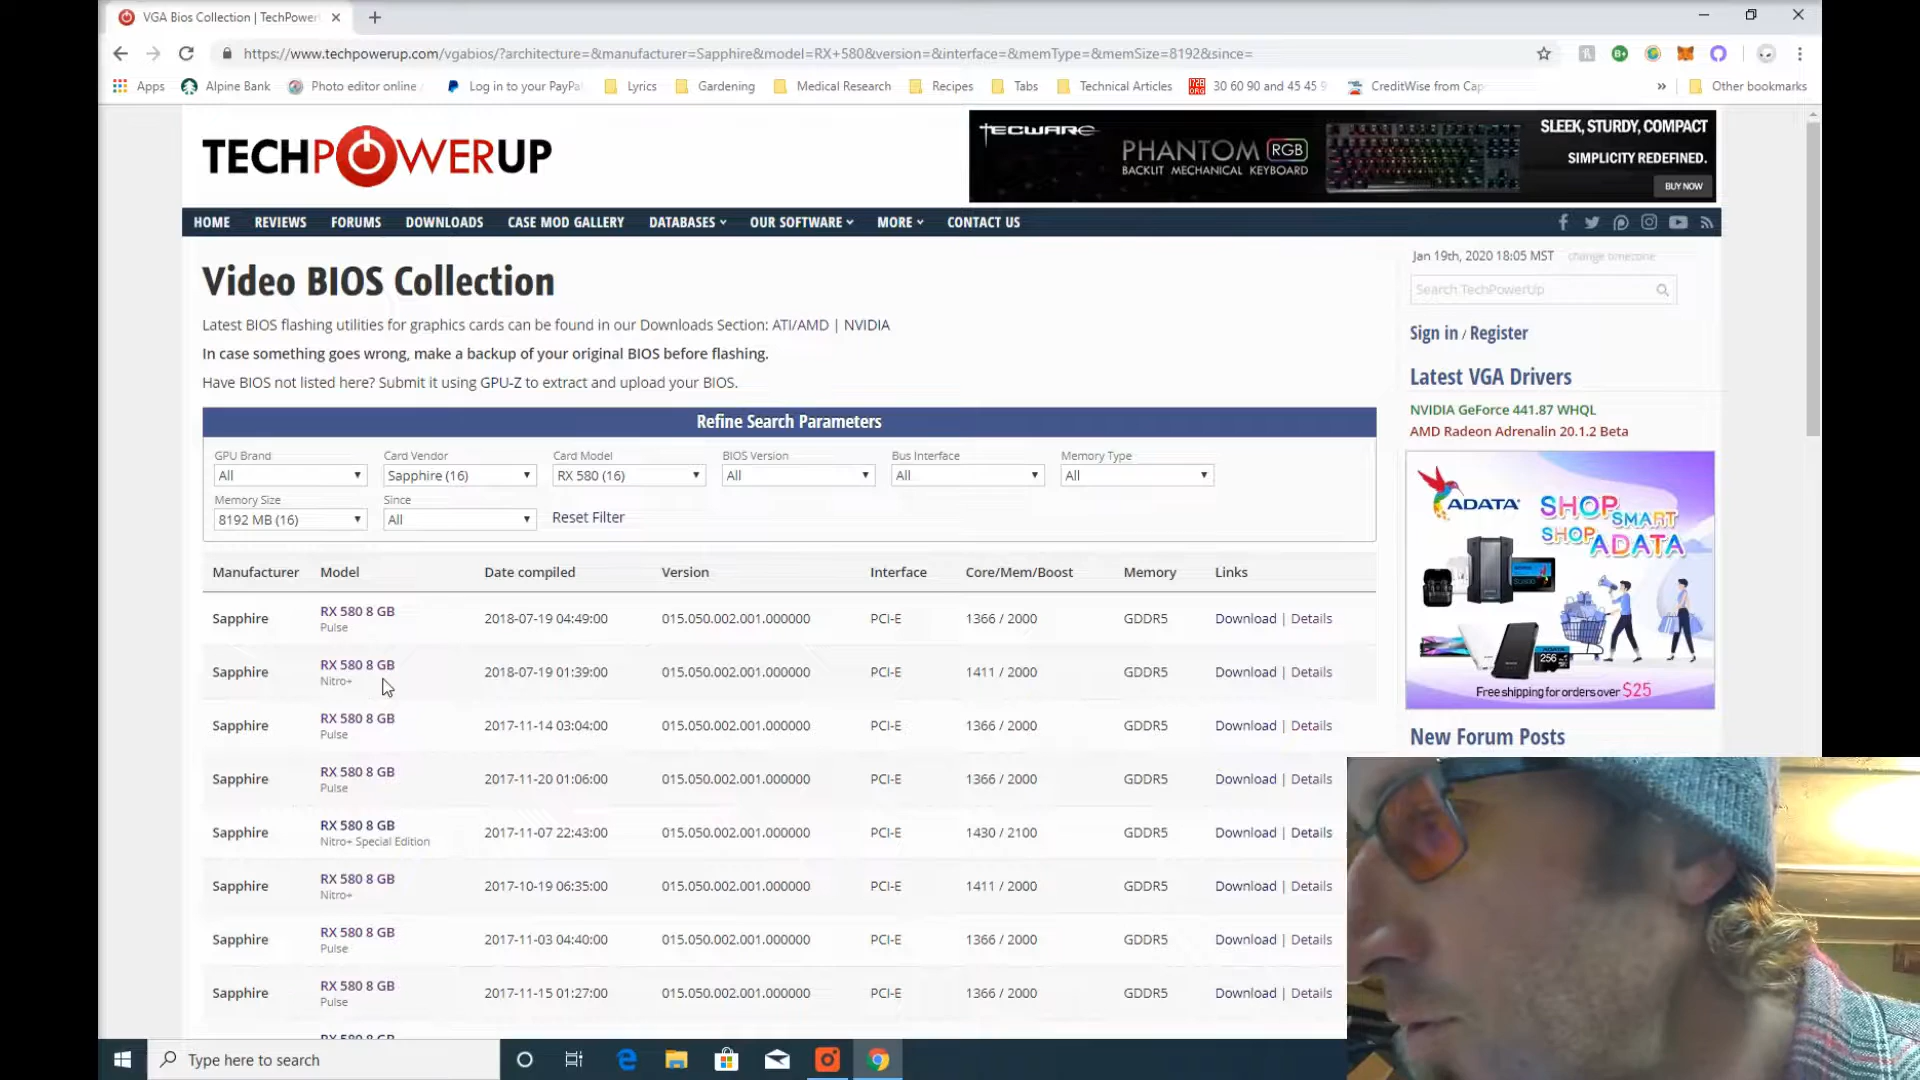 VGA Bios Collection | TechPower
https://www.techpowerup.com/vgabios/?architecture=&manufacturer=Sapphire&model=RX+580&version=&interface=&memType=&memSize=8192&since=
Apps Alpine Bank Photo editor online Log in to your PayPa Lyrics Gardening Medical Research Recipes Tabs Technical Articles 30 60 90 and 45 45 9 CreditWise from Cap » Other bookmarks
TECHPOWERUP
TECWARE
PHANTOM RGB
BACKLIT MECHANICAL KEYBOARD
SLEEK, STURDY, COMPACT
SIMPLICITY REDEFINED.
BUY NOW
HOME REVIEWS FORUMS DOWNLOADS CASE MOD GALLERY DATABASES OUR SOFTWARE MORE CONTACT US
Video BIOS Collection
Latest BIOS flashing utilities for graphics cards can be found in our Downloads Section: ATI/AMD | NVIDIA
In case something goes wrong, make a backup of your original BIOS before flashing.
Have BIOS not listed here? Submit it using GPU-Z to extract and upload your BIOS.
Refine Search Parameters
GPU Brand Card Vendor Card Model BIOS Version Bus Interface Memory Type
All Sapphire (16) RX 580 (16) All All All
Memory Size Since
8192 MB (16) All Reset Filter
Manufacturer Model Date compiled Version Interface Core/Mem/Boost Memory Links
Sapphire RX 580 8 GB 2018-07-19 04:49:00 015.050.002.001.000000 PCI-E 1366 / 2000 GDDR5 Download | Details
Pulse
Sapphire RX 580 8 GB 2018-07-19 01:39:00 015.050.002.001.000000 PCI-E 1411 / 2000 GDDR5 Download | Details
Nitro+
Sapphire RX 580 8 GB 2017-11-14 03:04:00 015.050.002.001.000000 PCI-E 1366 / 2000 GDDR5 Download | Details
Pulse
Sapphire RX 580 8 GB 2017-11-20 01:06:00 015.050.002.001.000000 PCI-E 1366 / 2000 GDDR5 Download | Details
Pulse
Sapphire RX 580 8 GB 2017-11-07 22:43:00 015.050.002.001.000000 PCI-E 1430 / 2100 GDDR5 Download | Details
Nitro+ Special Edition
Sapphire RX 580 8 GB 2017-10-19 06:35:00 015.050.002.001.000000 PCI-E 1411 / 2000 GDDR5 Download | Details
Nitro+
Sapphire RX 580 8 GB 2017-11-03 04:40:00 015.050.002.001.000000 PCI-E 1366 / 2000 GDDR5 Download | Details
Pulse
Sapphire RX 580 8 GB 2017-11-15 01:27:00 015.050.002.001.000000 PCI-E 1366 / 2000 GDDR5 Download | Details
Pulse
RX 580 8 GB
Jan 19th, 2020 18:05 MST change timezone
Search TechPowerUp
Sign in / Register
Latest VGA Drivers
NVIDIA GeForce 441.87 WHQL
AMD Radeon Adrenalin 20.1.2 Beta
ADATA
SHOP SMART
SHOP ADATA
256
Free shipping for orders over $25
New Forum Posts
Type here to search